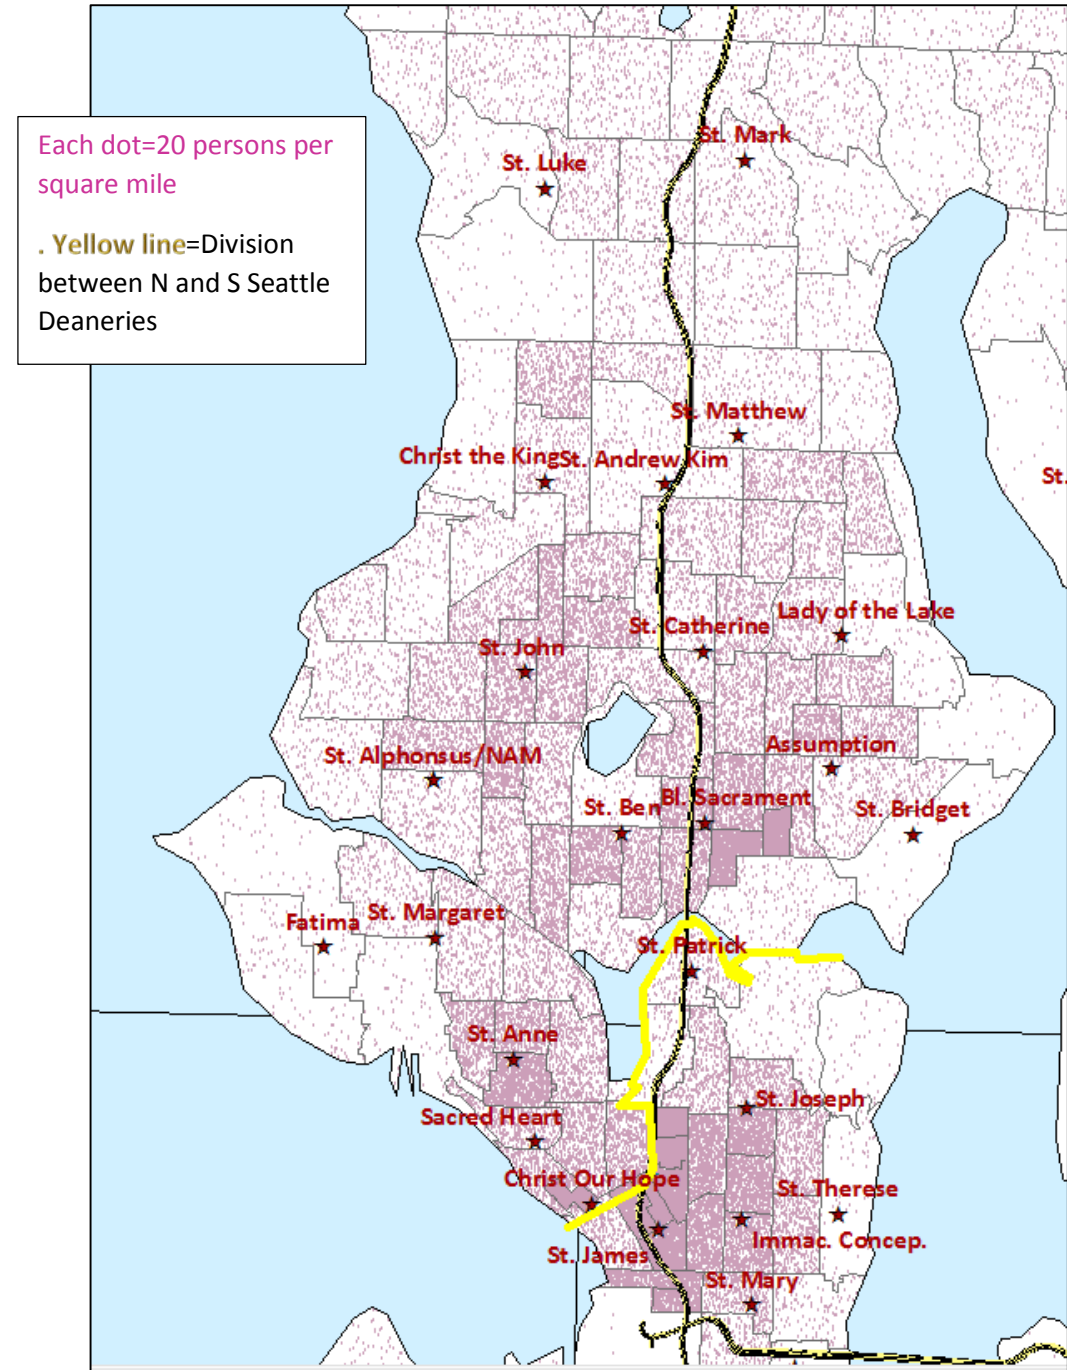 Each dot=20 persons per
square mile
. Yellow line=Division
between N and S Seattle
Deaneries
St. Mark
St. Luke
St. Matthew
Christ the King
St. Andrew Kim
St.
Lady of the Lake
St. Catherine
St. John
Assumption
St. Alphonsus/NAM
St. Ben
Bl. Sacrament
St. Bridget
Fatima
St. Margaret
St. Patrick
St. Anne
St. Joseph
Sacred Heart
Christ Our Hope
St. Therese
Immac. Concep.
St. James
St. Mary